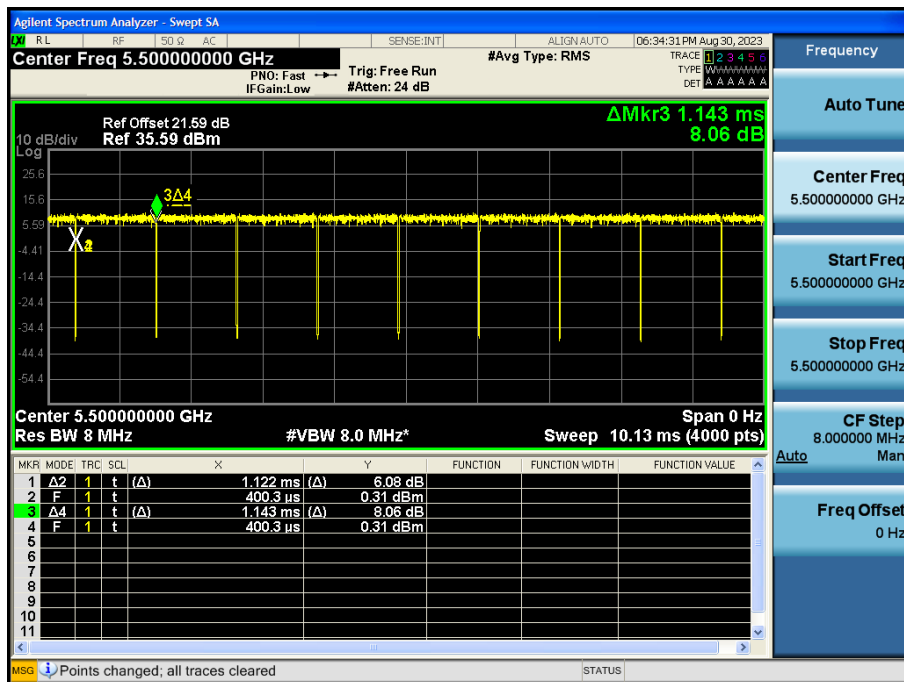 Agilent Spectrum Analyzer - Swept SA
LXI RL RF 50 Ω AC SENSE:INT ALIGN AUTO 06:34:31 PM Aug 30, 2023
Center Freq 5.500000000 GHz
#Avg Type: RMS
TRACE 1 2 3 4 5 6
PNO: Fast
Trig: Free Run
TYPE WWWWWW
IFGain:Low
#Atten: 24 dB
DET A A A A A A
Frequency
Auto Tune
Center Freq
5.500000000 GHz
Start Freq
5.500000000 GHz
Stop Freq
5.500000000 GHz
CF Step
8.000000 MHz
Auto Man
Freq Offset
0 Hz
ΔMkr3 1.143 ms
8.06 dB
Ref Offset 21.59 dB
10 dB/div Ref 35.59 dBm
Log
25.6
15.6
5.59
-4.41
-14.4
-24.4
-34.4
-44.4
-54.4
3Δ4
Center 5.500000000 GHz Span 0 Hz
Res BW 8 MHz #VBW 8.0 MHz* Sweep 10.13 ms (4000 pts)
MKR MODE TRC SCL X Y FUNCTION FUNCTION WIDTH FUNCTION VALUE
1 Δ2 1 t (Δ) 1.122 ms (Δ) 6.08 dB
2 F 1 t 400.3 µs 0.31 dBm
3 Δ4 1 t (Δ) 1.143 ms (Δ) 8.06 dB
4 F 1 t 400.3 µs 0.31 dBm
5
6
7
8
9
10
11
MSG Points changed; all traces cleared STATUS